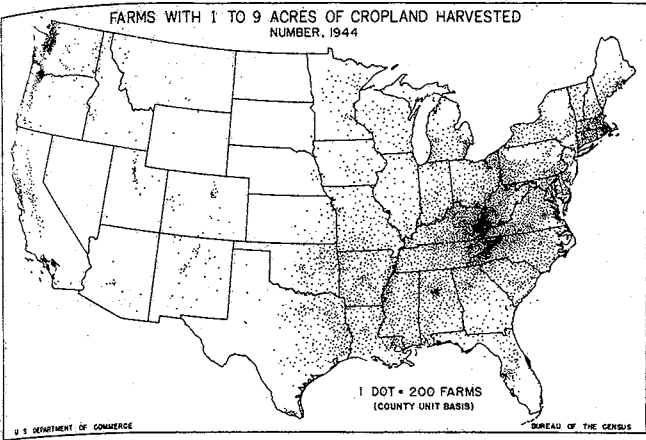 FARMS WITH 1 TO 9 ACRES OF CROPLAND HARVESTED
NUMBER, 1944
1 DOT = 200 FARMS
(COUNTY UNIT BASIS)
U S DEPARTMENT OF COMMERCE
BUREAU OF THE CENSUS